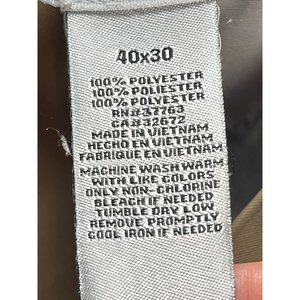 40x30
100% POLYESTER
100% POLIESTER
100% POLYESTER
RN#37763
CA#32672
MADE IN VIETNAM
HECHO EN VIETNAM
FABRIQUE EN VIETNAM
MACHINE WASH WARM
WITH LIKE COLORS
ONLY NON-CHLORINE
BLEACH IF NEEDED
TUMBLE DRY LOW
REMOVE PROMPTLY
COOL IRON IF NEEDED